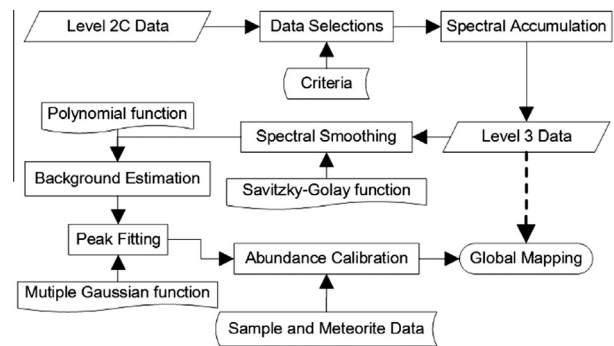 Level 2C Data
Data Selections
Spectral Accumulation
Criteria
Polynomial function
Spectral Smoothing
Level 3 Data
Background Estimation
Savitzky-Golay function
Peak Fitting
Abundance Calibration
Global Mapping
Mutiple Gaussian function
Sample and Meteorite Data